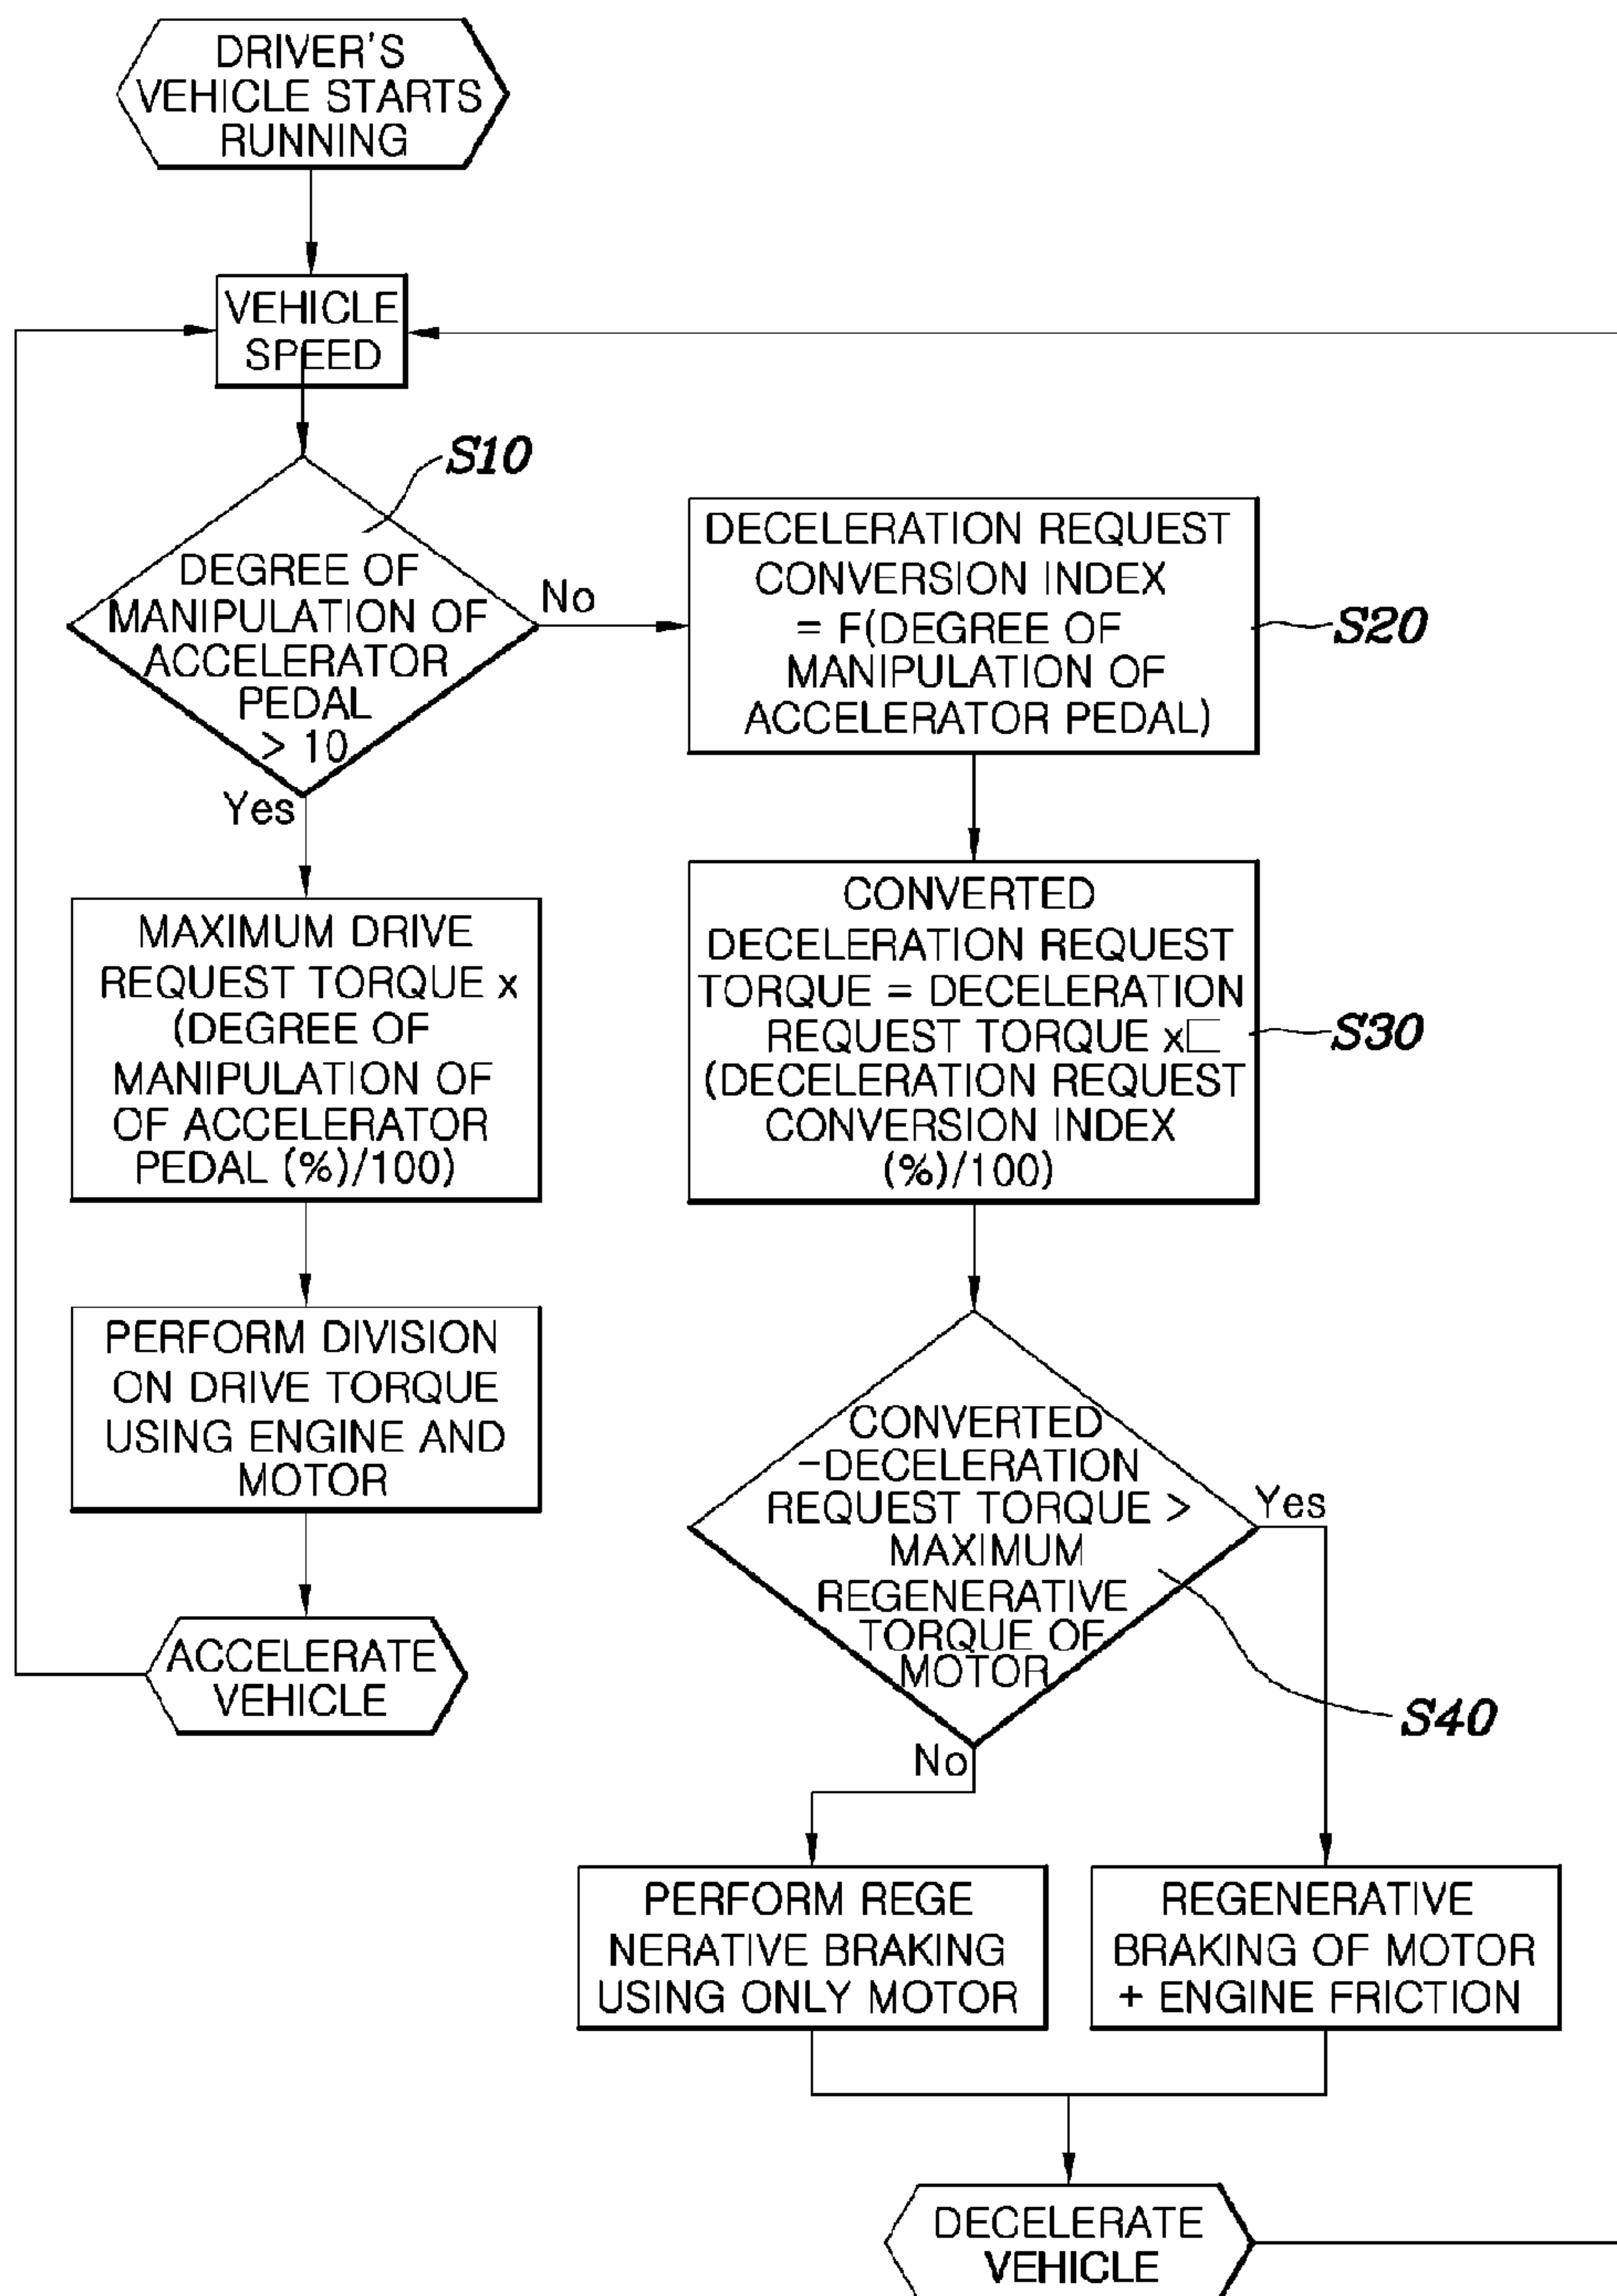 DRIVER'S
VEHICLE STARTS
RUNNING
VEHICLE
SPEED
S10
DEGREE OF
MANIPULATION OF
ACCELERATOR
PEDAL
> 10
No
Yes
DECELERATION REQUEST
CONVERSION INDEX
= F(DEGREE OF
MANIPULATION OF
ACCELERATOR PEDAL)
S20
MAXIMUM DRIVE
REQUEST TORQUE x
(DEGREE OF
MANIPULATION OF
OF ACCELERATOR
PEDAL (%)/100)
CONVERTED
DECELERATION REQUEST
TORQUE = DECELERATION
REQUEST TORQUE x
(DECELERATION REQUEST
CONVERSION INDEX
(%)/100)
S30
PERFORM DIVISION
ON DRIVE TORQUE
USING ENGINE AND
MOTOR
ACCELERATE
VEHICLE
CONVERTED
-DECELERATION
REQUEST TORQUE >
MAXIMUM
REGENERATIVE
TORQUE OF
MOTOR
Yes
S40
No
PERFORM REGE
NERATIVE BRAKING
USING ONLY MOTOR
REGENERATIVE
BRAKING OF MOTOR
+ ENGINE FRICTION
DECELERATE
VEHICLE